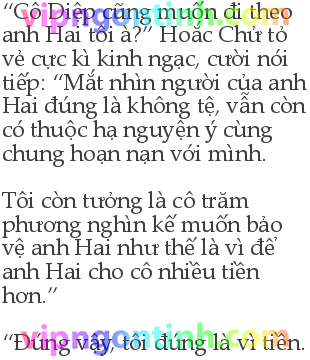 “Cô Diệp cũng muốn đi theo
anh Hai tôi à?” Hoắc Chử tỏ
vẻ cực kì kinh ngạc, cười nói
tiếp: “Mắt nhìn người của anh
Hai đúng là không tệ, vẫn còn
có thuộc hạ nguyện ý cùng
chung hoạn nạn với mình.
Tôi còn tưởng là cô trăm
phương nghìn kế muốn bảo
vệ anh Hai như thế là vì để
anh Hai cho cô nhiều tiền
hơn.”
“Đúng vậy, tôi đúng là vì tiền.
vipngontinh.com
vipngontinh.com